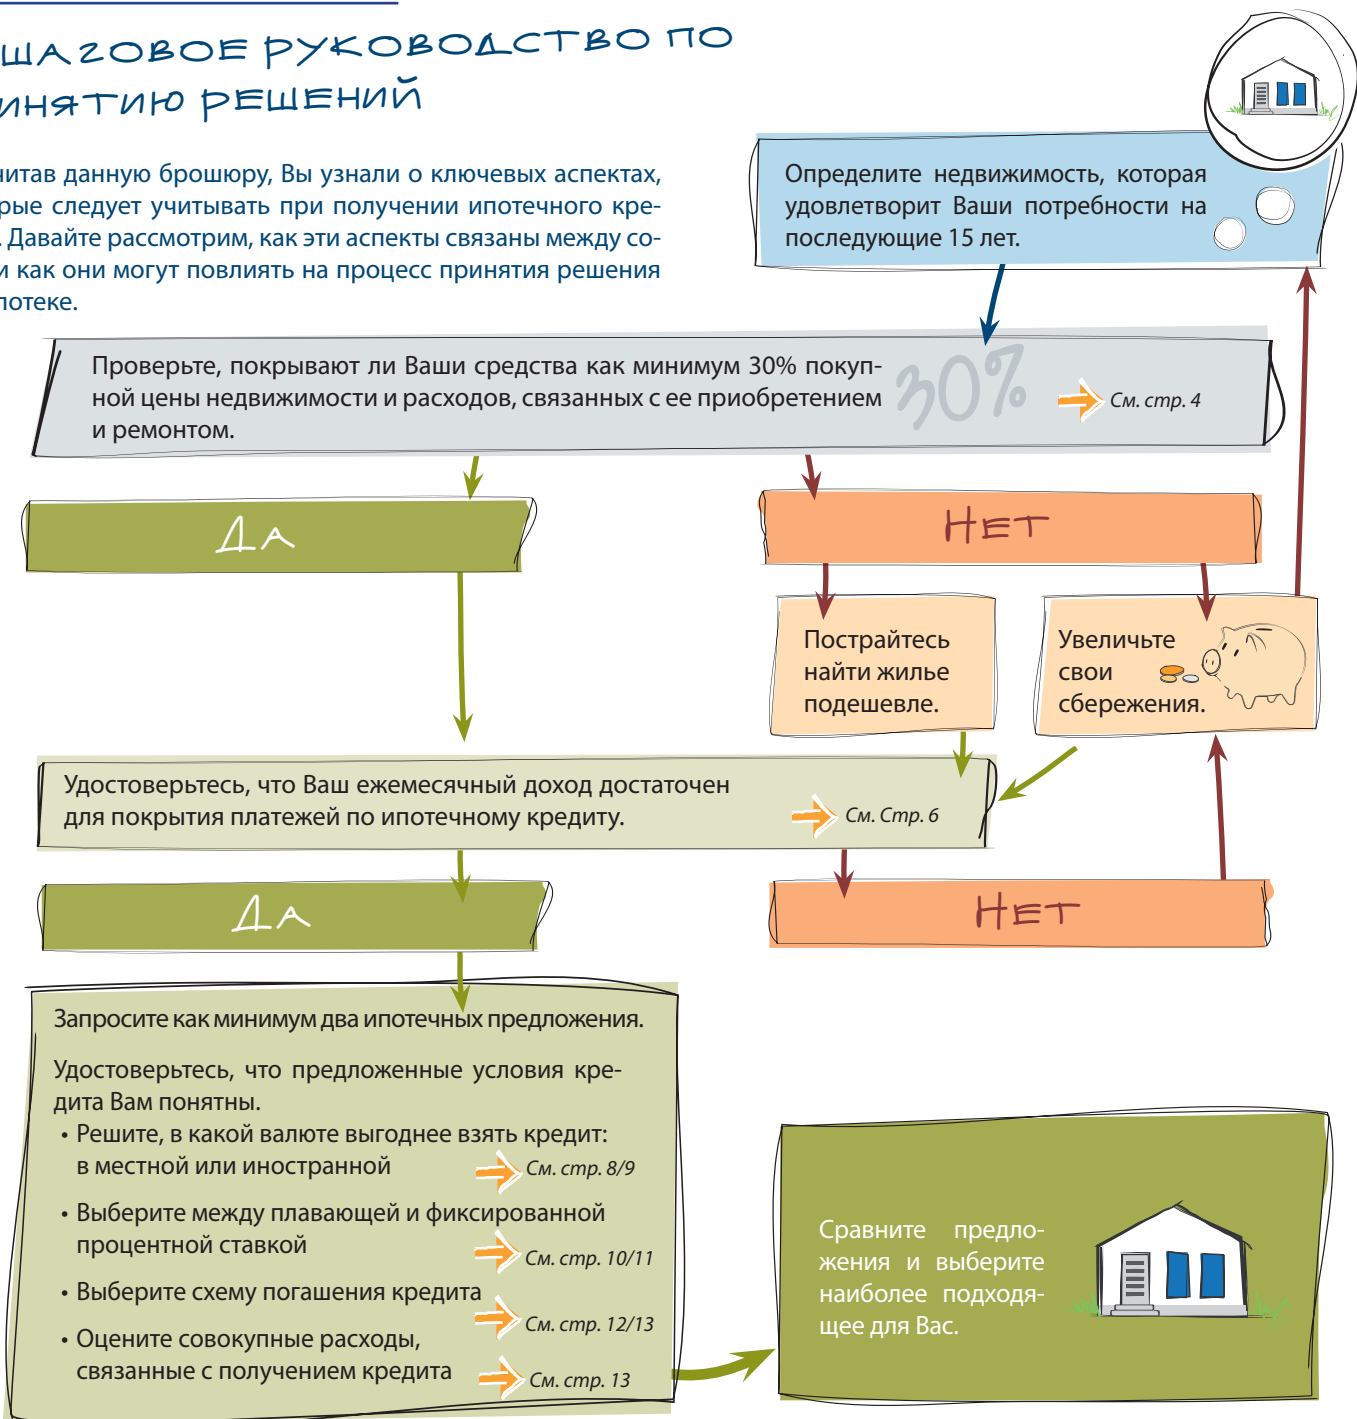 ШАГОВОЕ РУКОВОДСТВО ПО
ИНЯТИЮ РЕШЕНИЙ
читав данную брошюру, Вы узнали о ключевых аспектах,
рые следует учитывать при получении ипотечного кре-
. Давайте рассмотрим, как эти аспекты связаны между со-
и как они могут повлиять на процесс принятия решения
потеке.
Определите недвижимость, которая
удовлетворит Ваши потребности на
последующие 15 лет.
Проверьте, покрывают ли Ваши средства как минимум 30% покуп-
ной цены недвижимости и расходов, связанных с ее приобретением
и ремонтом.
30%
См. стр. 4
ДА
НЕТ
Пострайтесь
найти жилье
подешевле.
Увеличьте
свои
сбережения.
Удостоверьтесь, что Ваш ежемесячный доход достаточен
для покрытия платежей по ипотечному кредиту.
См. Стр. 6
ДА
НЕТ
Запросите как минимум два ипотечных предложения.
Удостоверьтесь, что предложенные условия кре-
дита Вам понятны.
• Решите, в какой валюте выгоднее взять кредит:
в местной или иностранной
См. стр. 8/9
• Выберите между плавающей и фиксированной
процентной ставкой
См. стр. 10/11
• Выберите схему погашения кредита
См. стр. 12/13
• Оцените совокупные расходы,
связанные с получением кредита
См. стр. 13
Сравните предло-
жения и выберите
наиболее подходя-
щее для Вас.